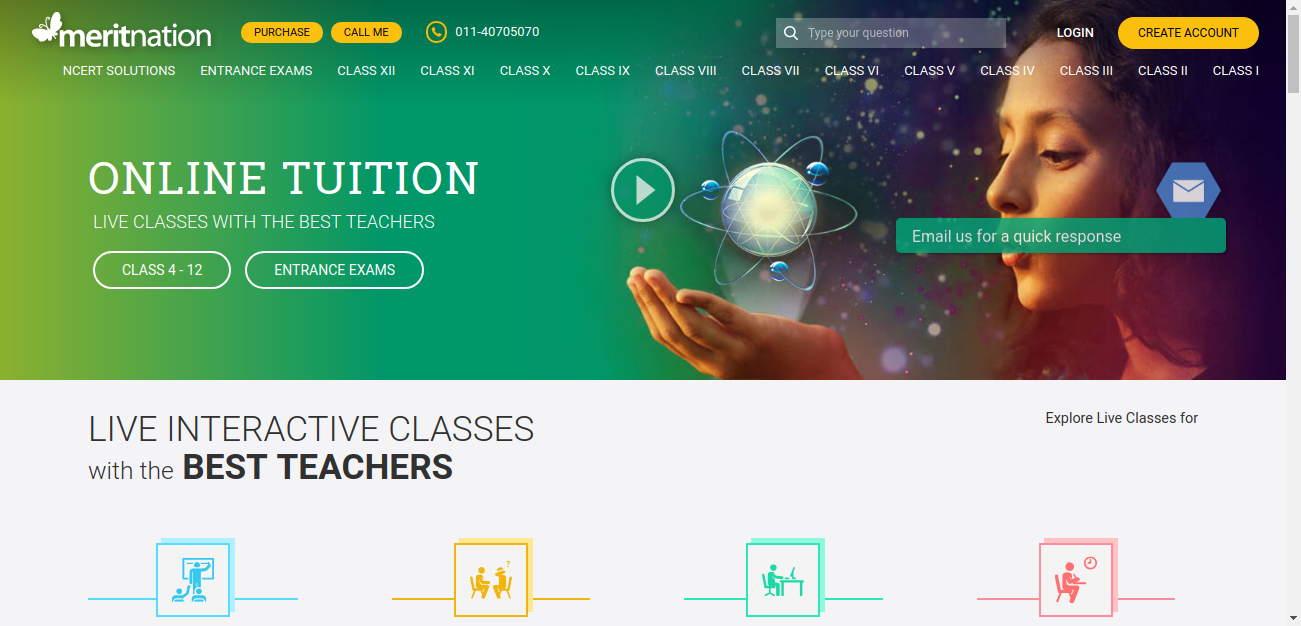 meritnation
PURCHASE
CALL ME
011-40705070
Type your question
LOGIN
CREATE ACCOUNT
NCERT SOLUTIONS
ENTRANCE EXAMS
CLASS XII
CLASS XI
CLASS X
CLASS IX
CLASS VIII
CLASS VII
CLASS VI
CLASS V
CLASS IV
CLASS III
CLASS II
CLASS I
ONLINE TUITION
LIVE CLASSES WITH THE BEST TEACHERS
CLASS 4 - 12
ENTRANCE EXAMS
Email us for a quick response
LIVE INTERACTIVE CLASSES
with the BEST TEACHERS
Explore Live Classes for
?